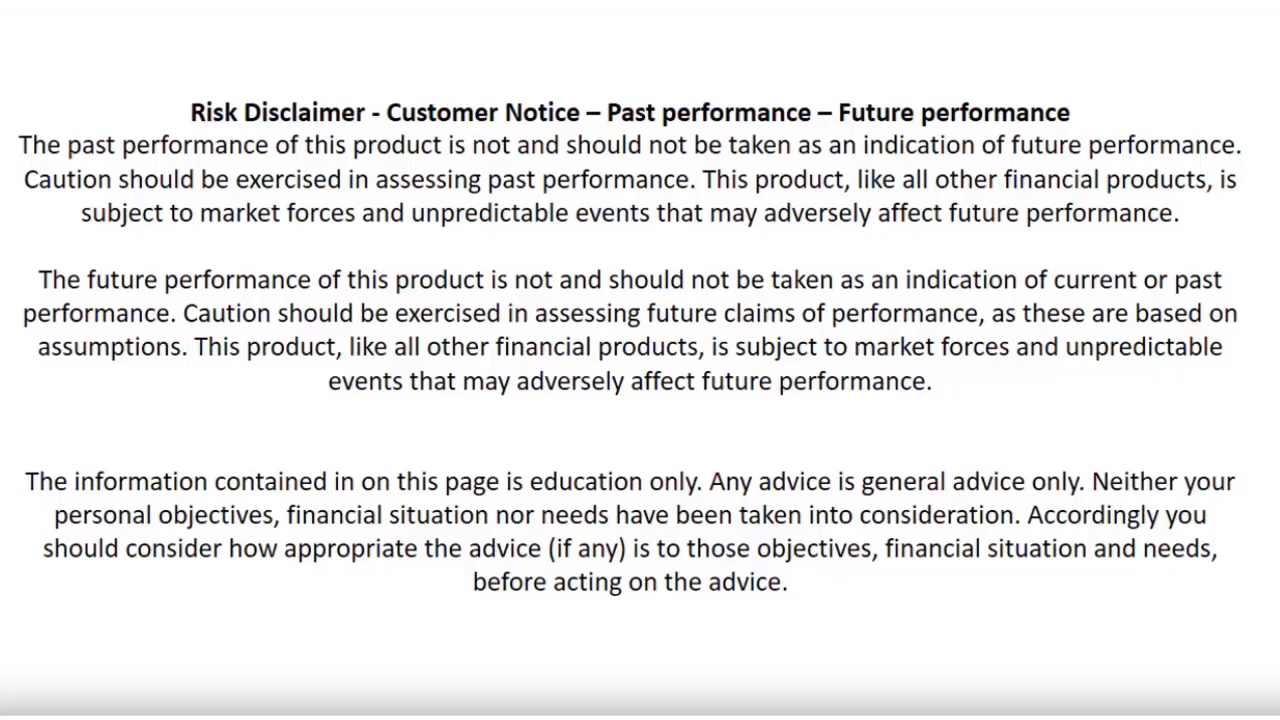 Risk Disclaimer - Customer Notice – Past performance – Future performance
The past performance of this product is not and should not be taken as an indication of future performance.
Caution should be exercised in assessing past performance. This product, like all other financial products, is
subject to market forces and unpredictable events that may adversely affect future performance.
The future performance of this product is not and should not be taken as an indication of current or past
performance. Caution should be exercised in assessing future claims of performance, as these are based on
assumptions. This product, like all other financial products, is subject to market forces and unpredictable
events that may adversely affect future performance.
The information contained in on this page is education only. Any advice is general advice only. Neither your
personal objectives, financial situation nor needs have been taken into consideration. Accordingly you
should consider how appropriate the advice (if any) is to those objectives, financial situation and needs,
before acting on the advice.